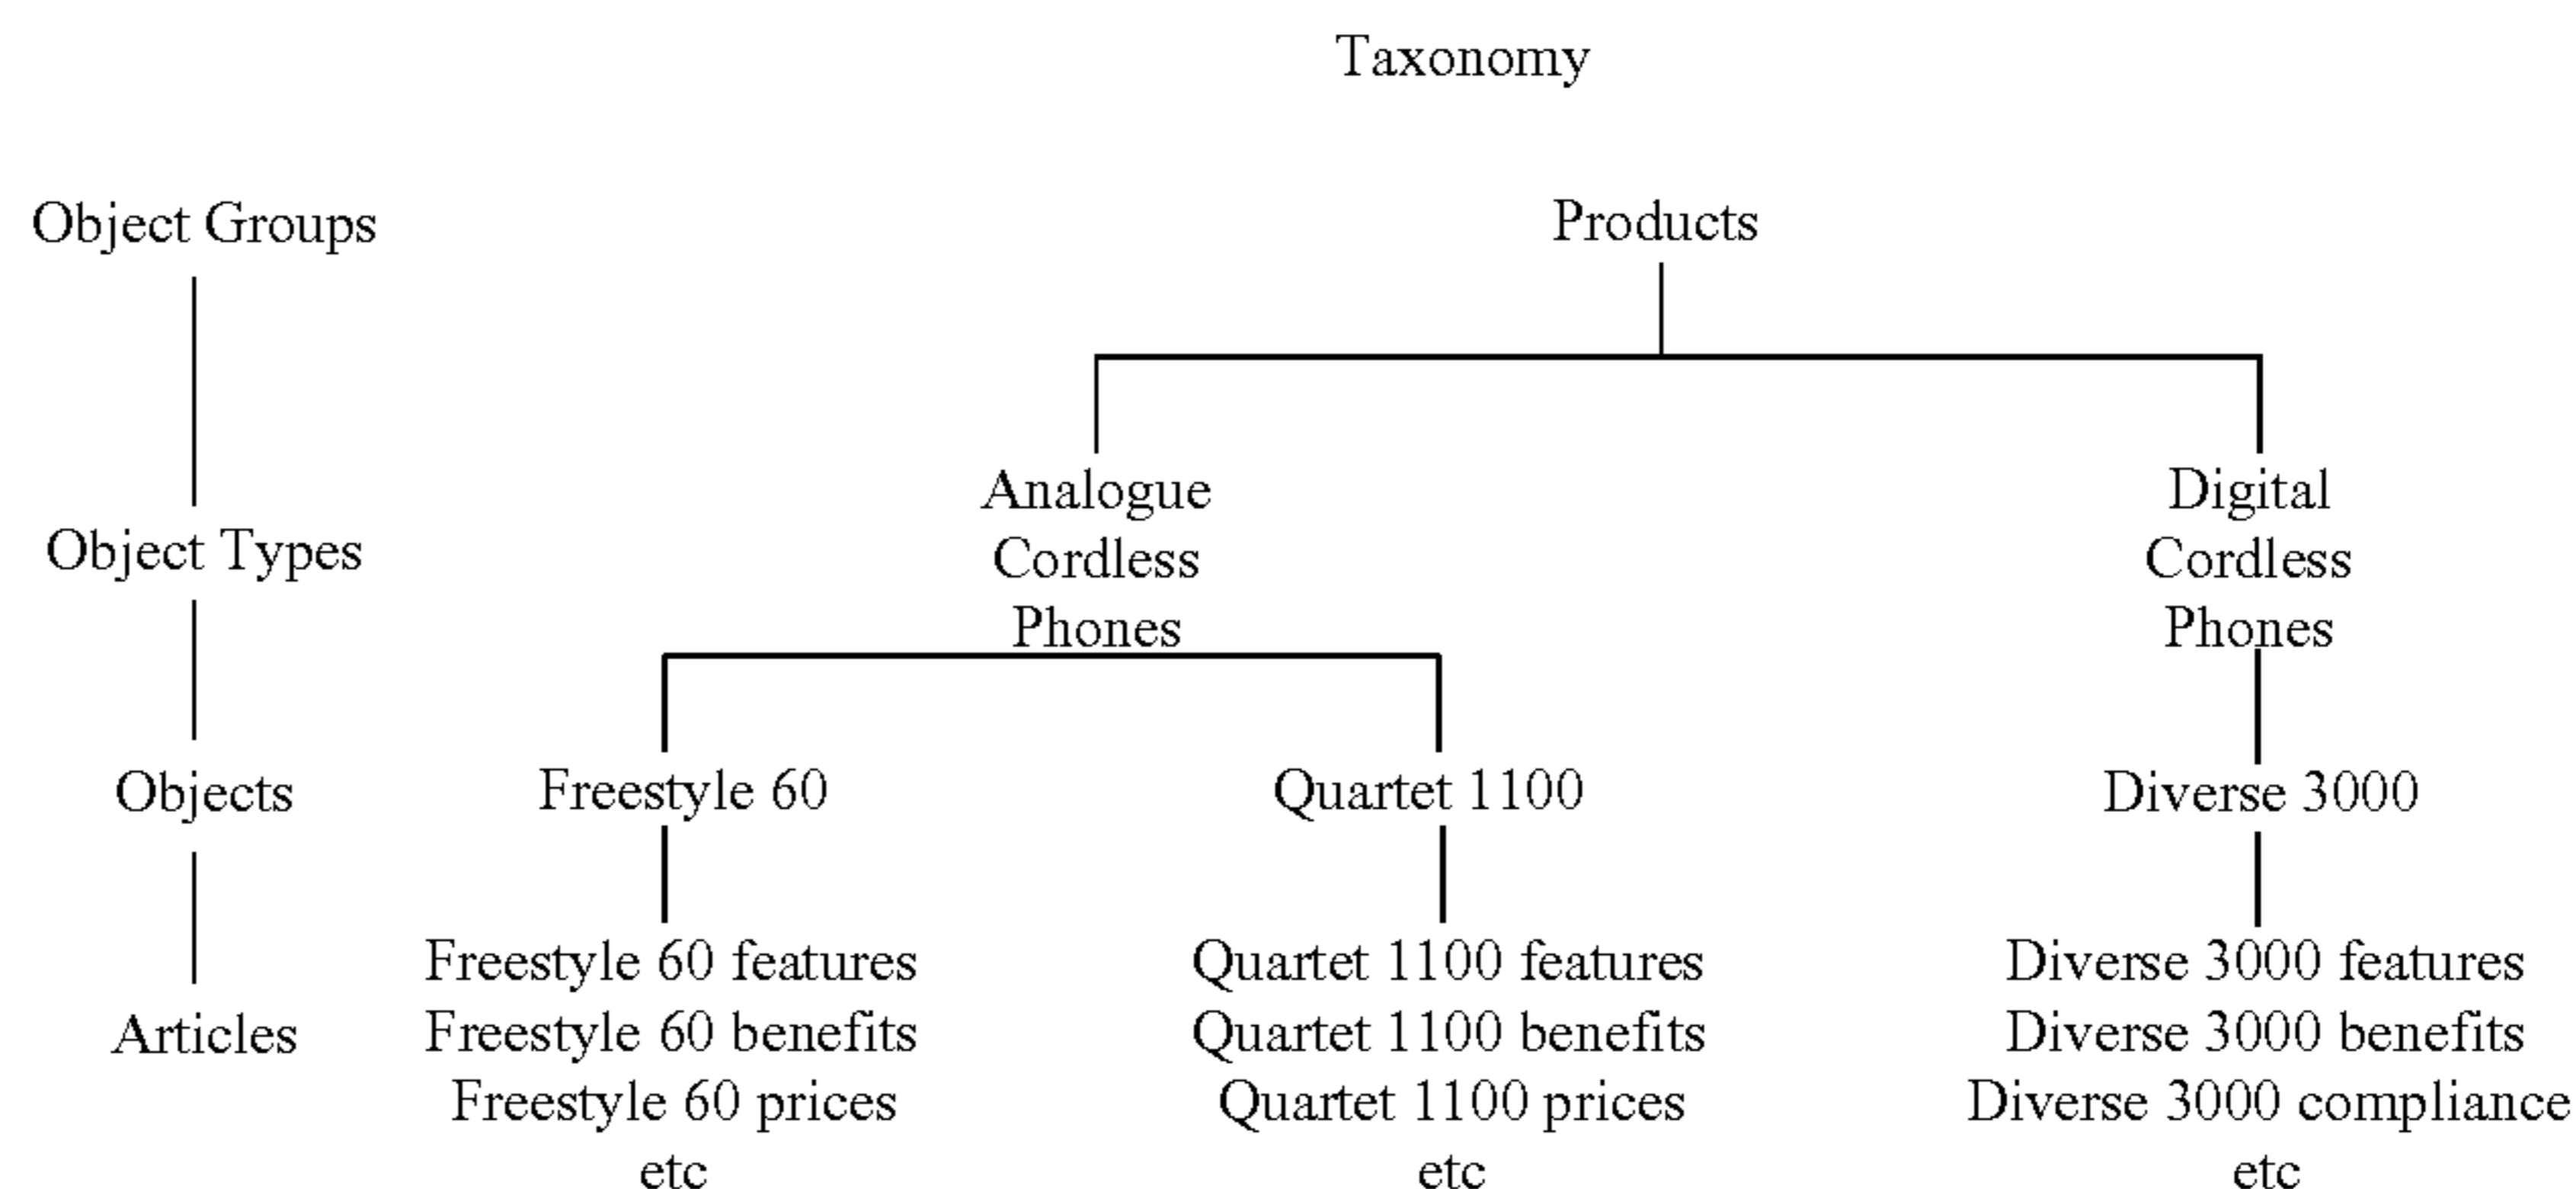 Taxonomy
Object Groups
Products
Analogue
Cordless
Phones
Digital
Cordless
Phones
Object Types
Objects
Freestyle 60
Quartet 1100
Diverse 3000
Articles
Freestyle 60 features
Freestyle 60 benefits
Freestyle 60 prices
etc
Quartet 1100 features
Quartet 1100 benefits
Quartet 1100 prices
etc
Diverse 3000 features
Diverse 3000 benefits
Diverse 3000 compliance
etc